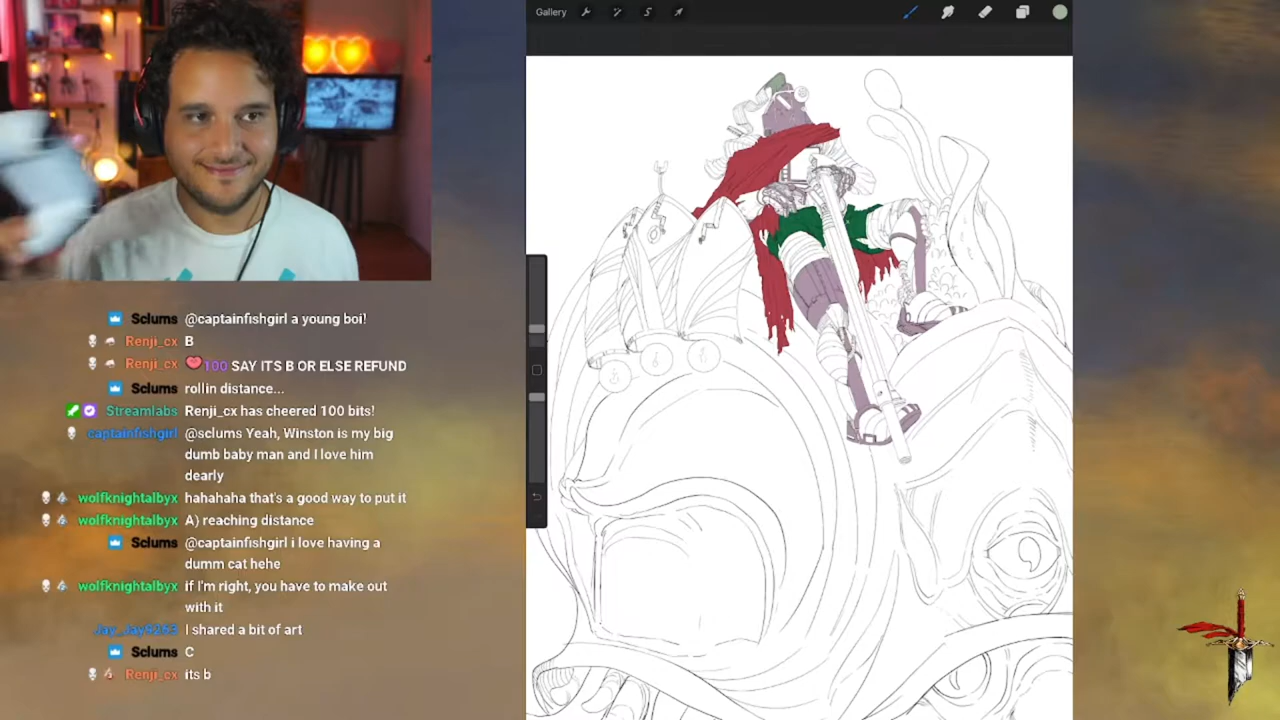 Gallery
Sclums @captainfishgirl a young boi!
Renji_cx B
Renji_cx 100 SAY ITS B OR ELSE REFUND
Sclums rollin distance...
Streamlabs Renji_cx has cheered 100 bits!
captainfishgirl @sclums Yeah, Winston is my big
dumb baby man and I love him
dearly
wolfknightalbyx hahahaha that's a good way to put it
wolfknightalbyx A) reaching distance
Sclums @captainfishgirl i love having a
dumm cat hehe
wolfknightalbyx if I'm right, you have to make out
with it
I shared a bit of art
Sclums C
Renji_cx its b